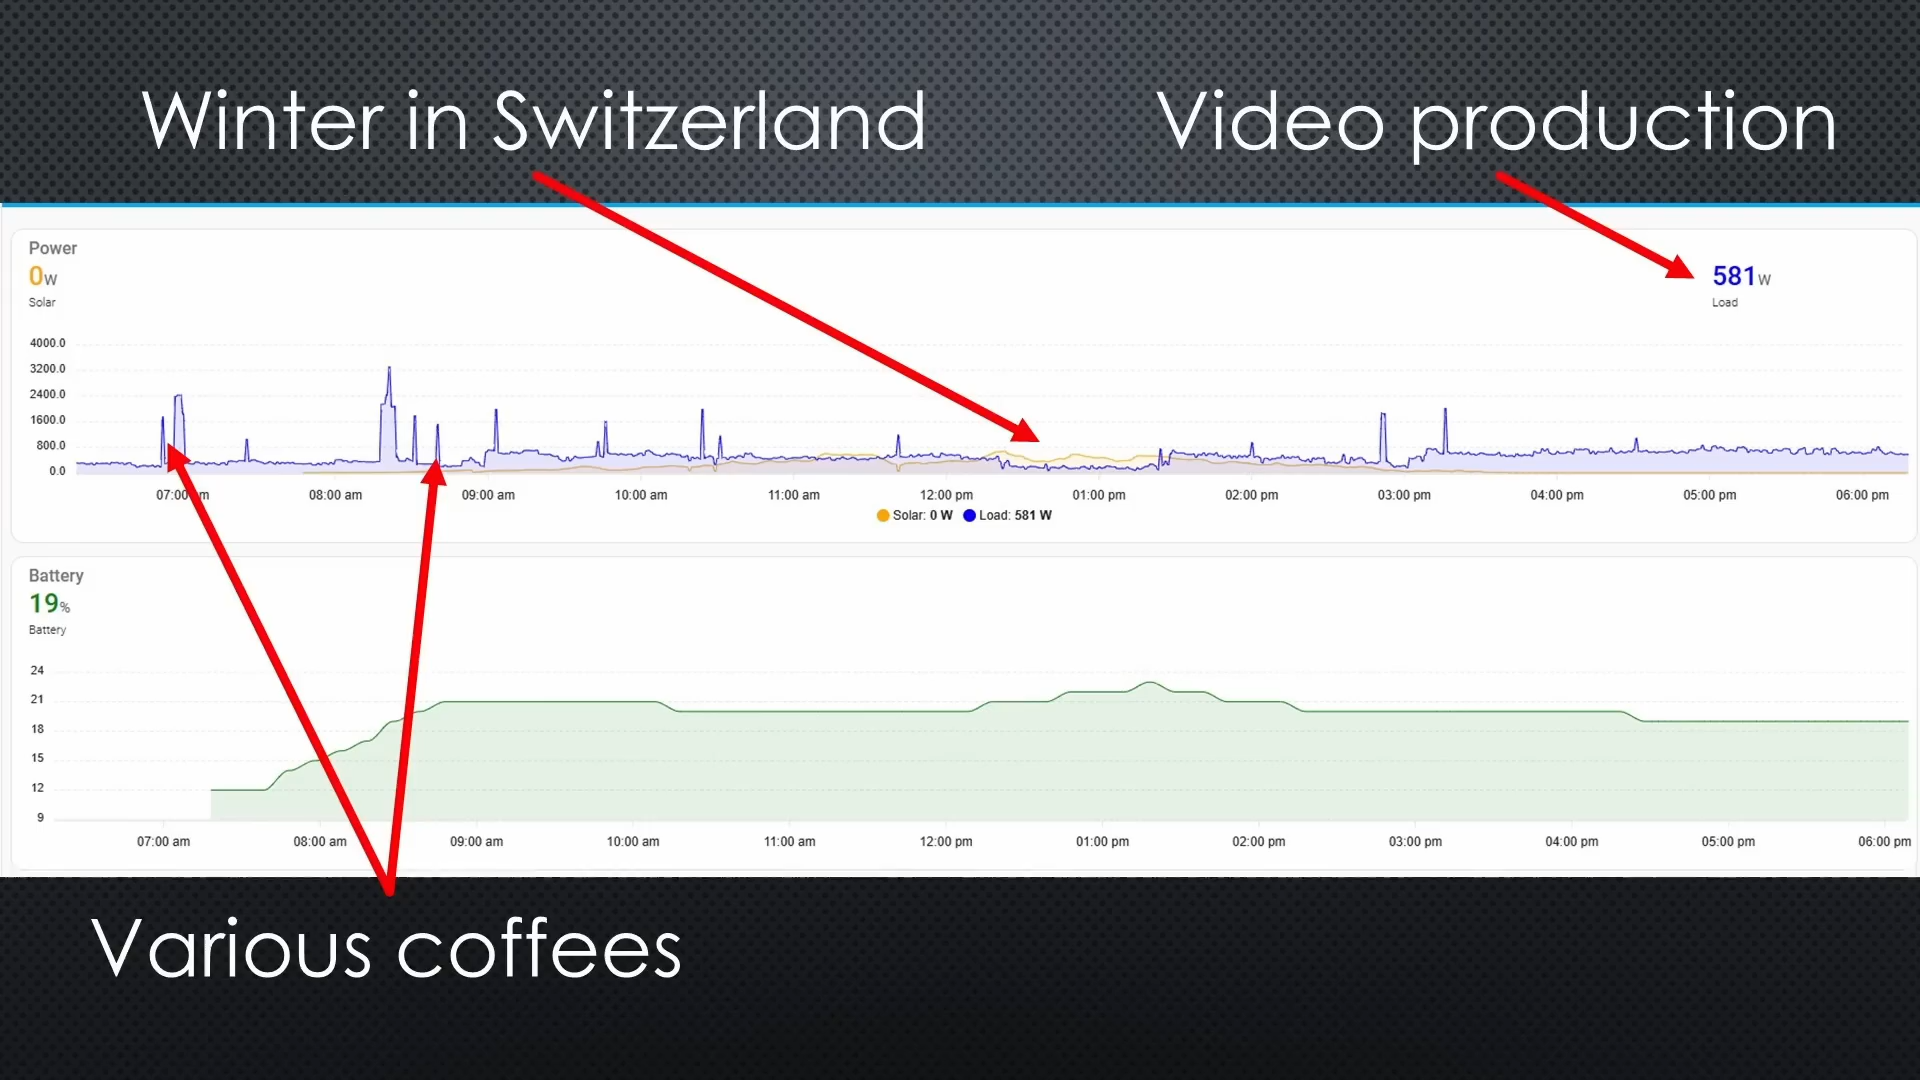 Winter in Switzerland
Video production
Power
0W
Solar
581W
Load
4000.0
3200.0
2400.0
1600.0
800.0
0.0
07:00 am 08:00 am 09:00 am 10:00 am 11:00 am 12:00 pm 01:00 pm 02:00 pm 03:00 pm 04:00 pm 05:00 pm 06:00 pm
Solar: 0 W Load: 581 W
Battery
19%
Battery
24
21
18
15
12
9
07:00 am 08:00 am 09:00 am 10:00 am 11:00 am 12:00 pm 01:00 pm 02:00 pm 03:00 pm 04:00 pm 05:00 pm 06:00 pm
Various coffees